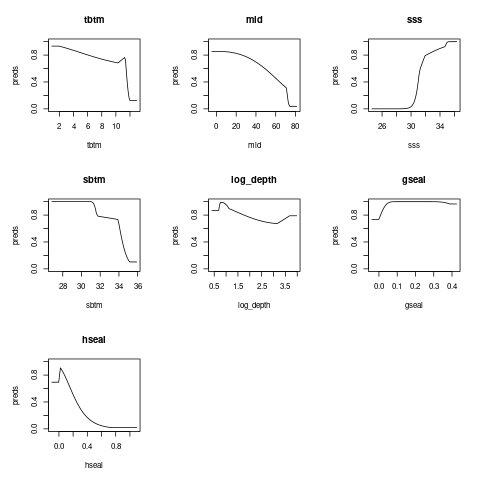 tbtm
mld
sss
preds
0.0 0.4 0.8
2 4 6 8 10
tbtm
preds
0.0 0.4 0.8
0 20 40 60 80
mld
preds
0.0 0.4 0.8
26 30 34
sss
sbtm
log_depth
gseal
preds
0.0 0.4 0.8
28 30 32 34 36
sbtm
preds
0.0 0.4 0.8
0.5 1.5 2.5 3.5
log_depth
preds
0.0 0.4 0.8
0.0 0.1 0.2 0.3 0.4
gseal
hseal
preds
0.0 0.4 0.8
0.0 0.4 0.8
hseal